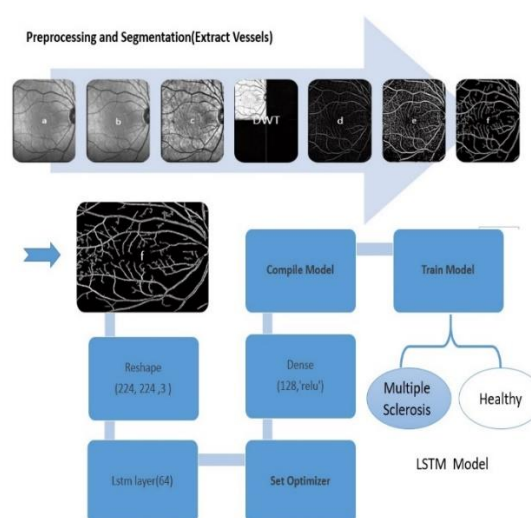 Preprocessing and Segmentation(Extract Vessels)
a
b
c
DWT
d
e
f
f
Compile Model
Train Model
Reshape
(224, 224 ,3 )
Dense
(128,'relu')
Multiple
Sclerosis
Healthy
Lstm layer(64)
Set Optimizer
LSTM Model